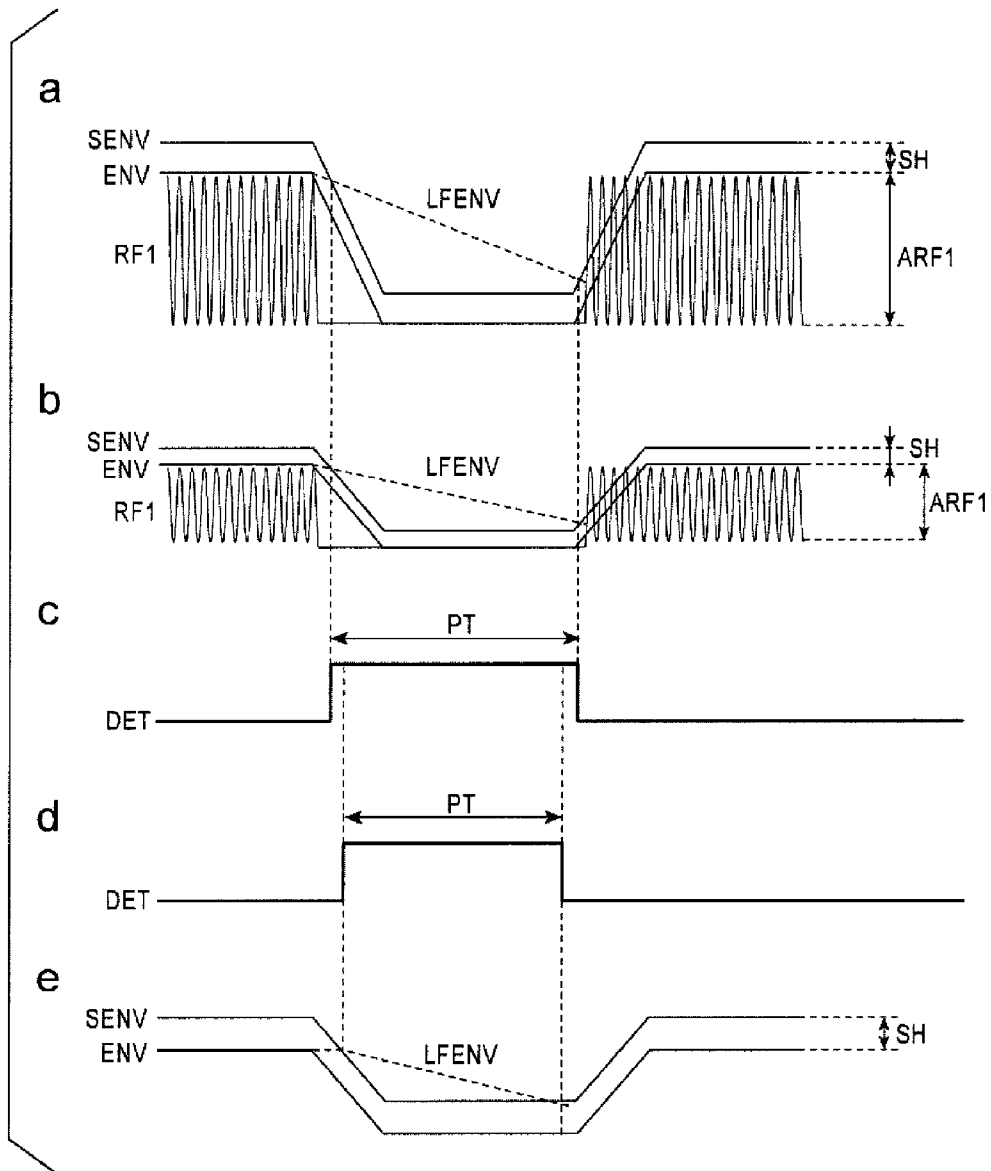 a
SENV
SH
ENV
LFENV
RF1
ARF1
b
SENV
SH
ENV
LFENV
RF1
ARF1
c
PT
DET
d
PT
DET
e
SENV
SH
ENV
LFENV